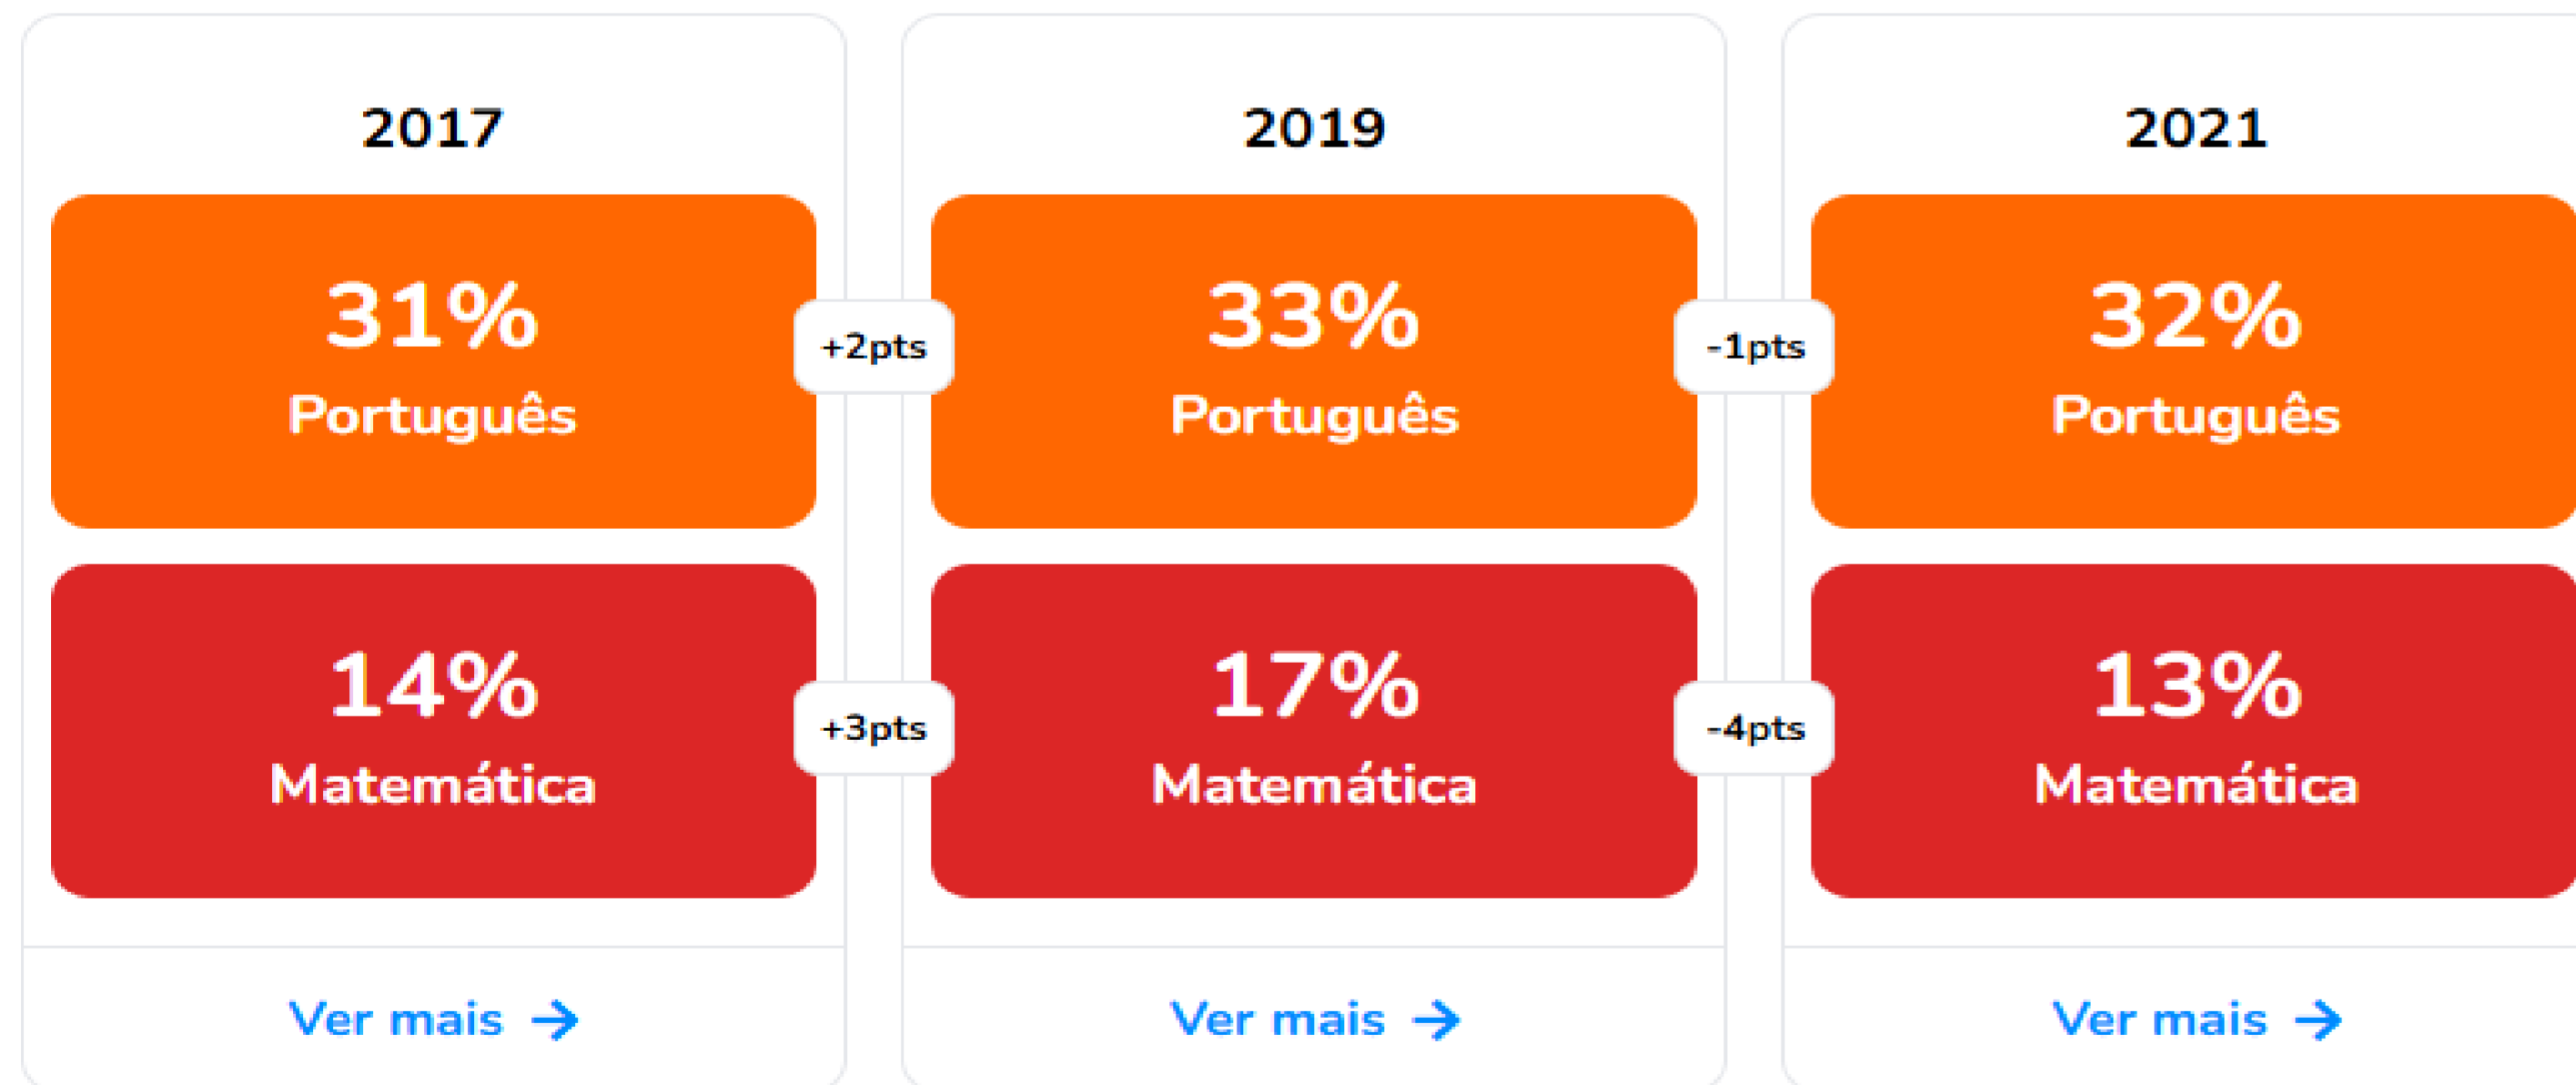 2017
31%
Português
14%
Matemática
Ver mais →
+2pts
+3pts
2019
33%
Português
17%
Matemática
Ver mais →
-1pts
-4pts
2021
32%
Português
13%
Matemática
Ver mais →